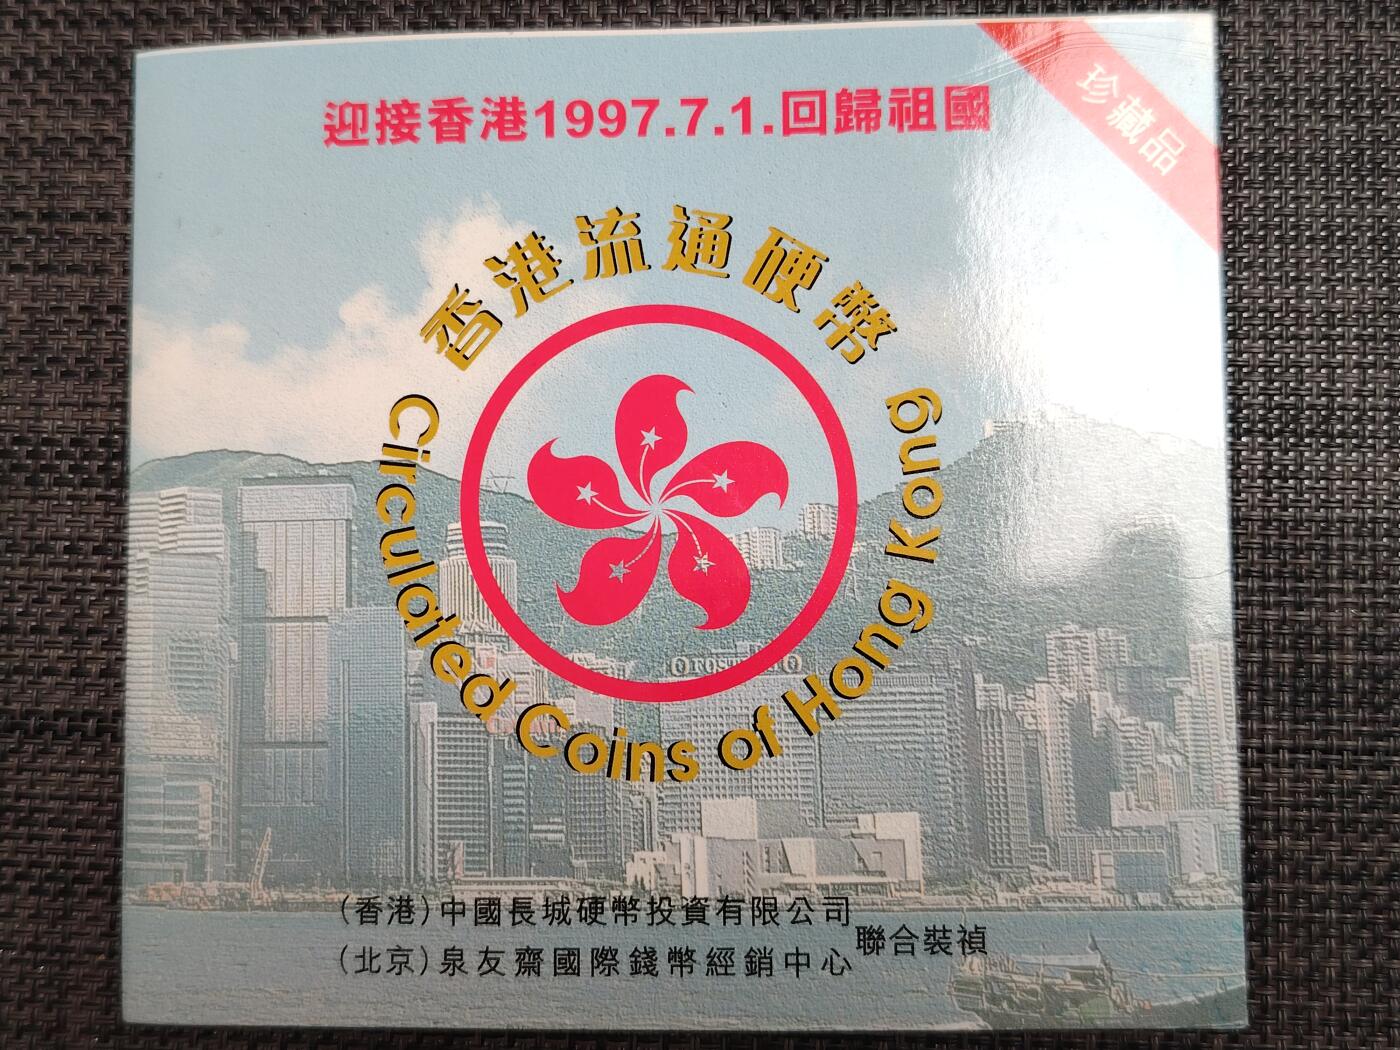 迎接香港1997.7.1.回歸祖國
珍藏品
香港流通硬幣
Circulated Coins of Hong Kong
(香港)中國長城硬幣投資有限公司
(北京)泉友齋國際錢幣經銷中心
聯合裝禎